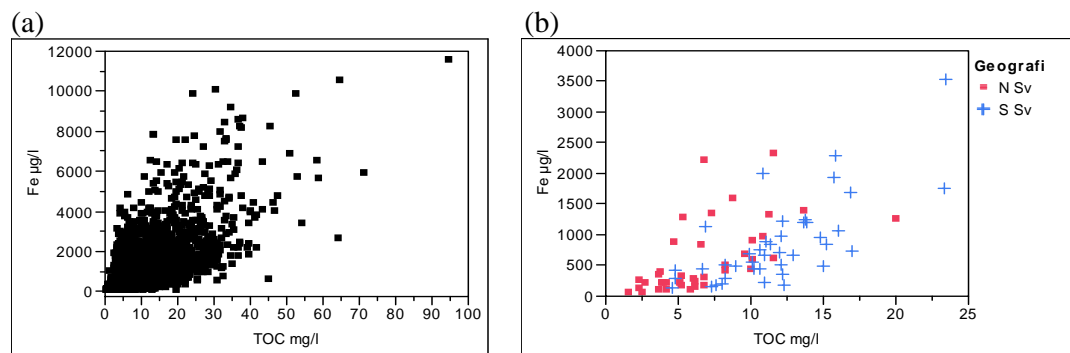 (a)
(b)
12000
10000
8000
6000
4000
2000
0
Fe µg/l
0 10 20 30 40 50 60 70 80 90 100
TOC mg/l
4000
3500
3000
2500
2000
1500
1000
500
0
Fe µg/l
0 5 10 15 20 25
TOC mg/l
Geografi
N Sv
S Sv